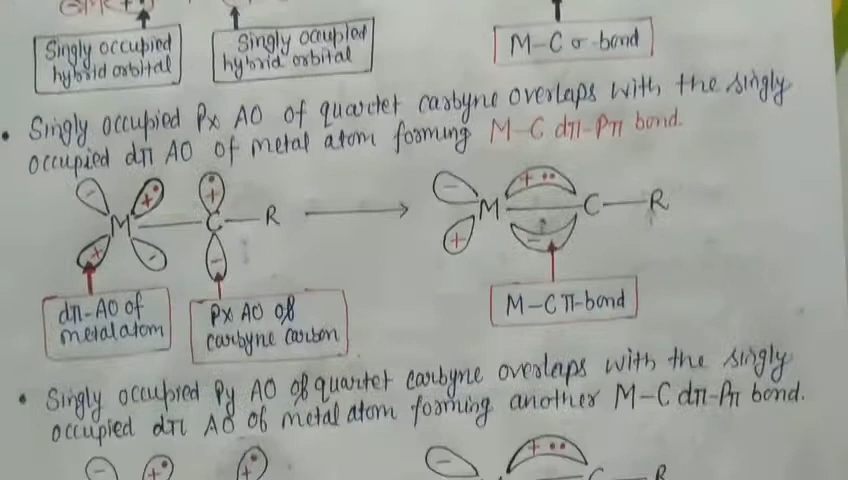 Singly occupied
hybrid orbital
Singly occupied
hybrid orbital
M-C σ-bond
• Singly occupied Px AO of quartet carbyne overlaps with the singly
occupied dπ AO of metal atom forming M-C dπ-Pπ bond.
- + + - +
M C R M C R
+ - - + -
dπ-AO of
metal atom
Px AO of
carbyne carbon
M-C π-bond
• Singly occupied Py AO of quartet carbyne overlaps with the singly
occupied dπ AO of metal atom forming another M-C dπ-Pπ bond.
- + + - +
C R